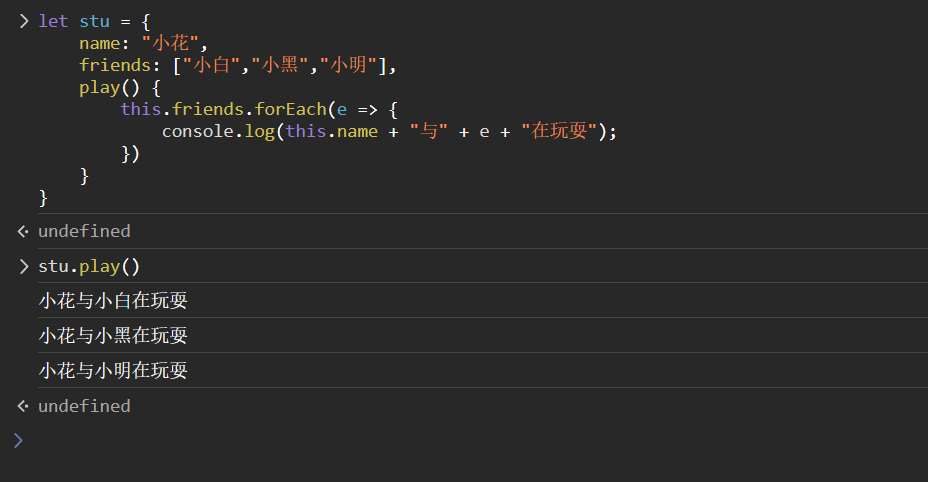 let stu = {
    name: "小花",
    friends: ["小白","小黑","小明"],
    play() {
        this.friends.forEach(e => {
            console.log(this.name + "与" + e + "在玩耍");
        })
    }
}
undefined
stu.play()
小花与小白在玩耍
小花与小黑在玩耍
小花与小明在玩耍
undefined